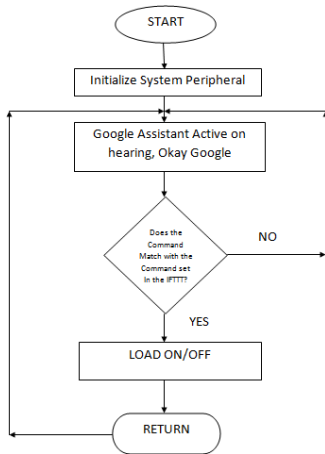 START
Initialize System Peripheral
Google Assistant Active on
hearing, Okay Google
Does the
Command
Match with the
Command set
In the IFTTT?
NO
YES
LOAD ON/OFF
RETURN